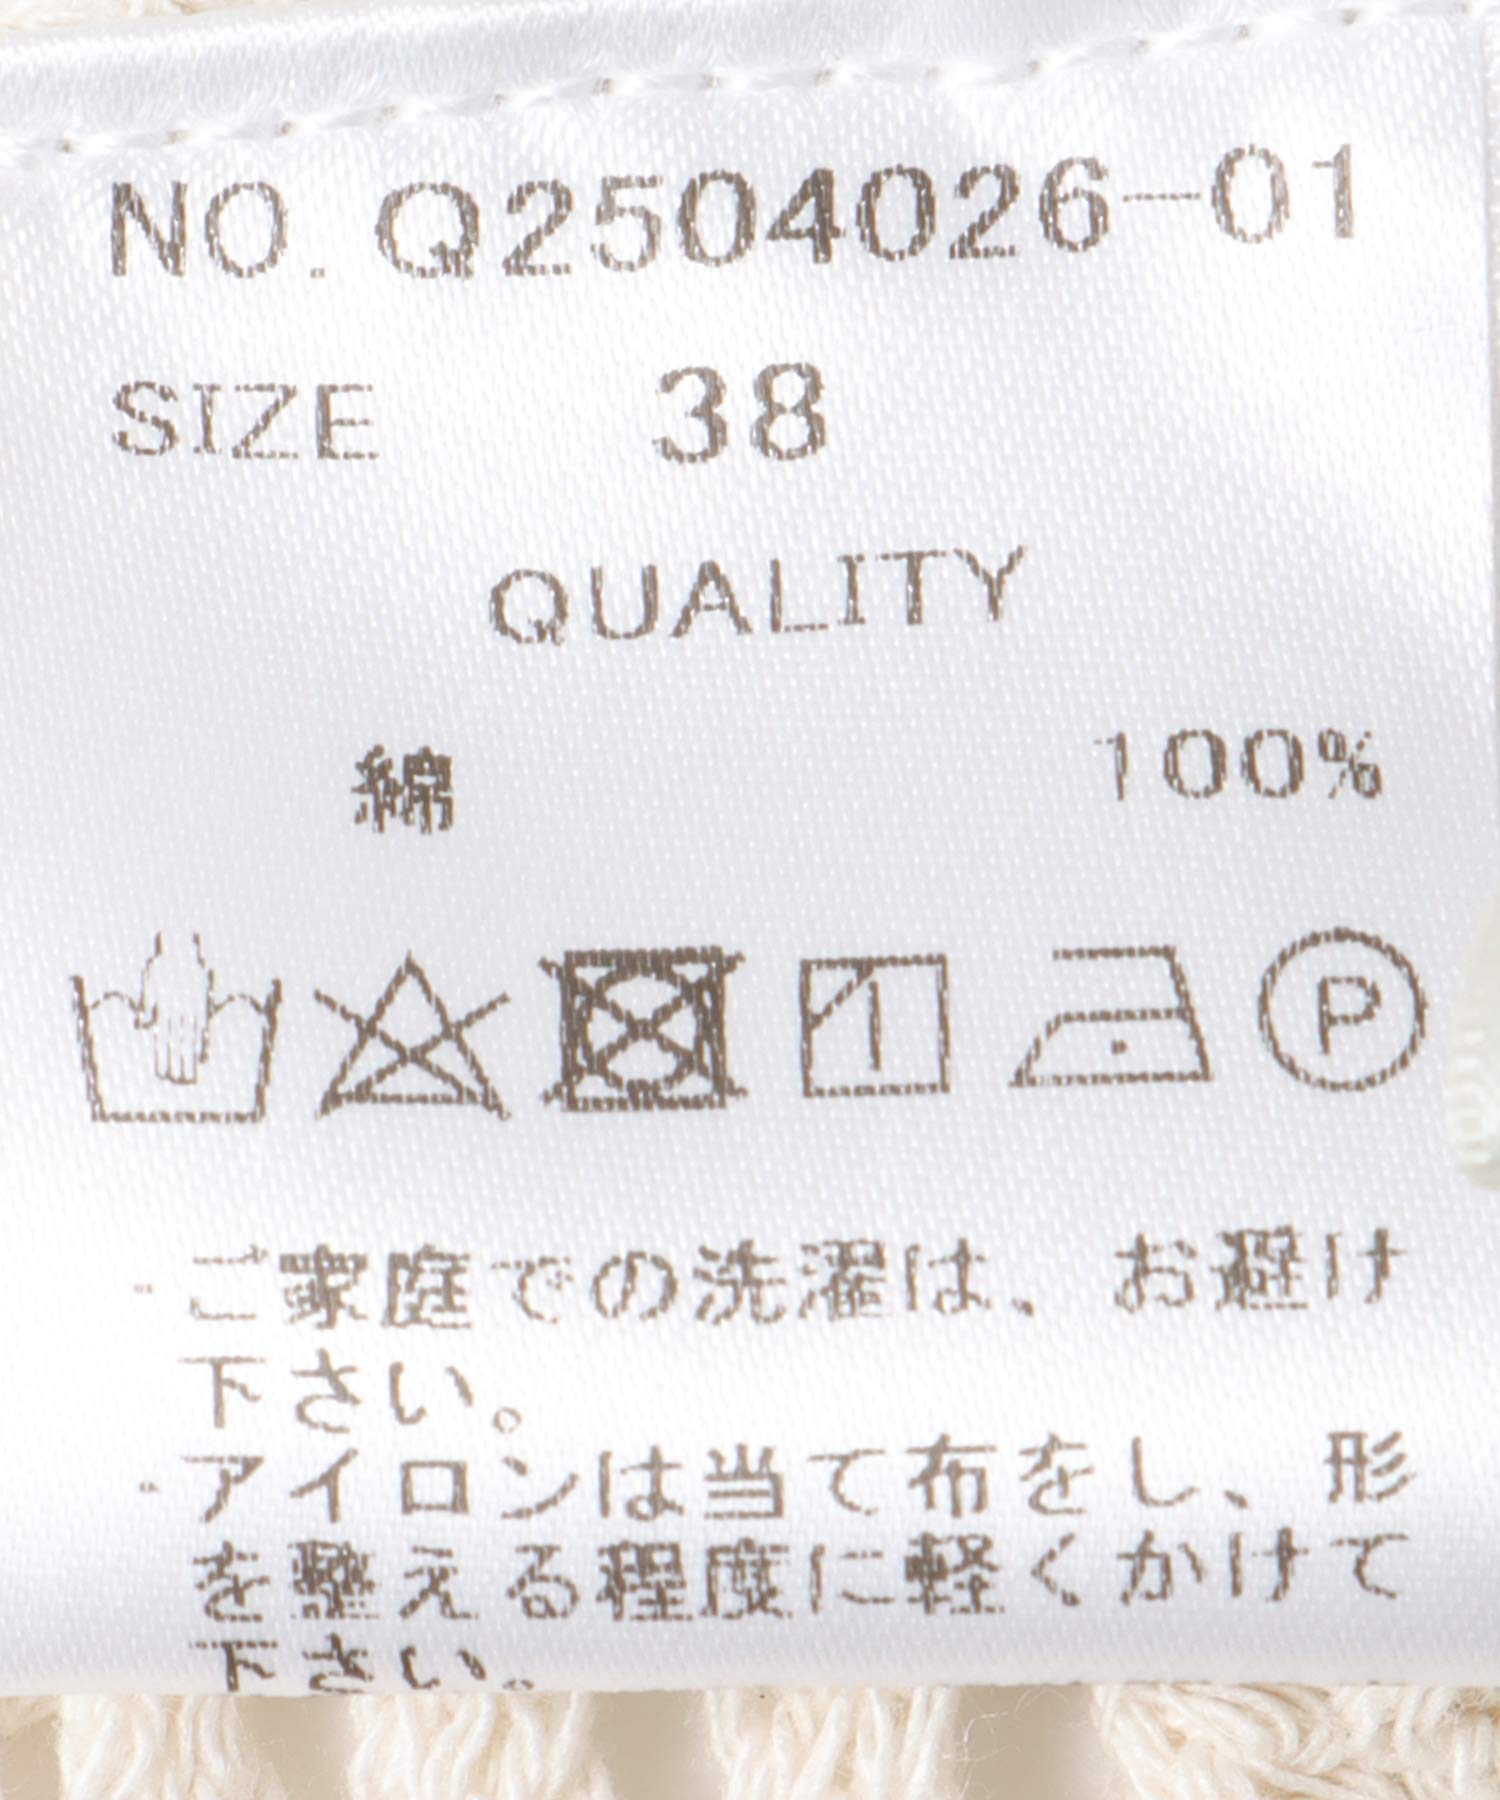 NO. Q2504026-01
SIZE 38
QUALITY
綿 100%
P
・ご家庭での洗濯は、お避け
下さい。
・アイロンは当て布をし、形
を整える程度に軽くかけて
下さい。